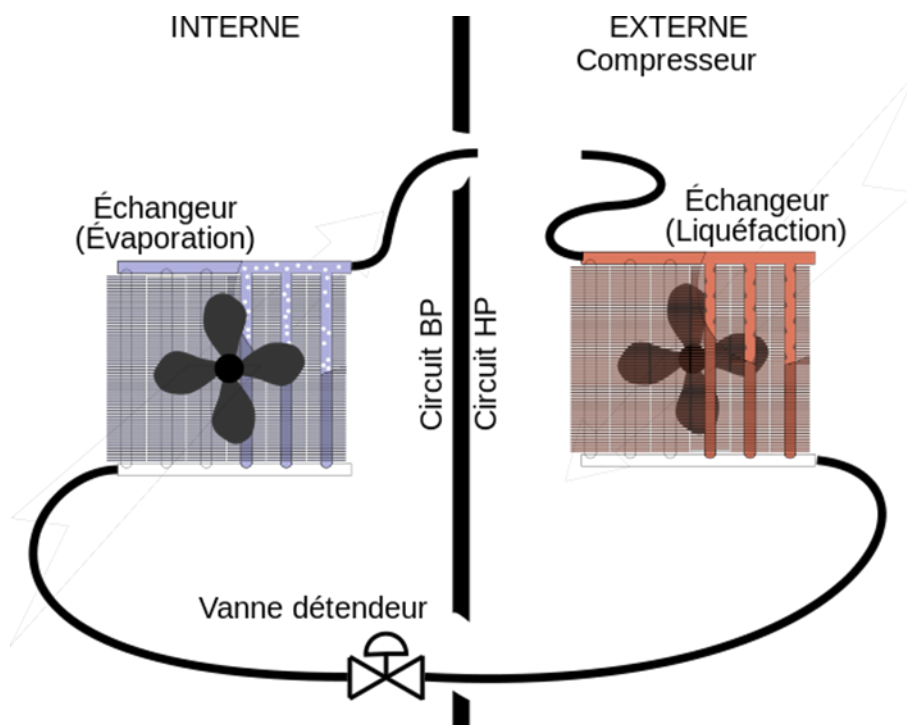 INTERNE
EXTERNE
Compresseur
Échangeur
(Évaporation)
Échangeur
(Liquéfaction)
Circuit BP
Circuit HP
Vanne détendeur